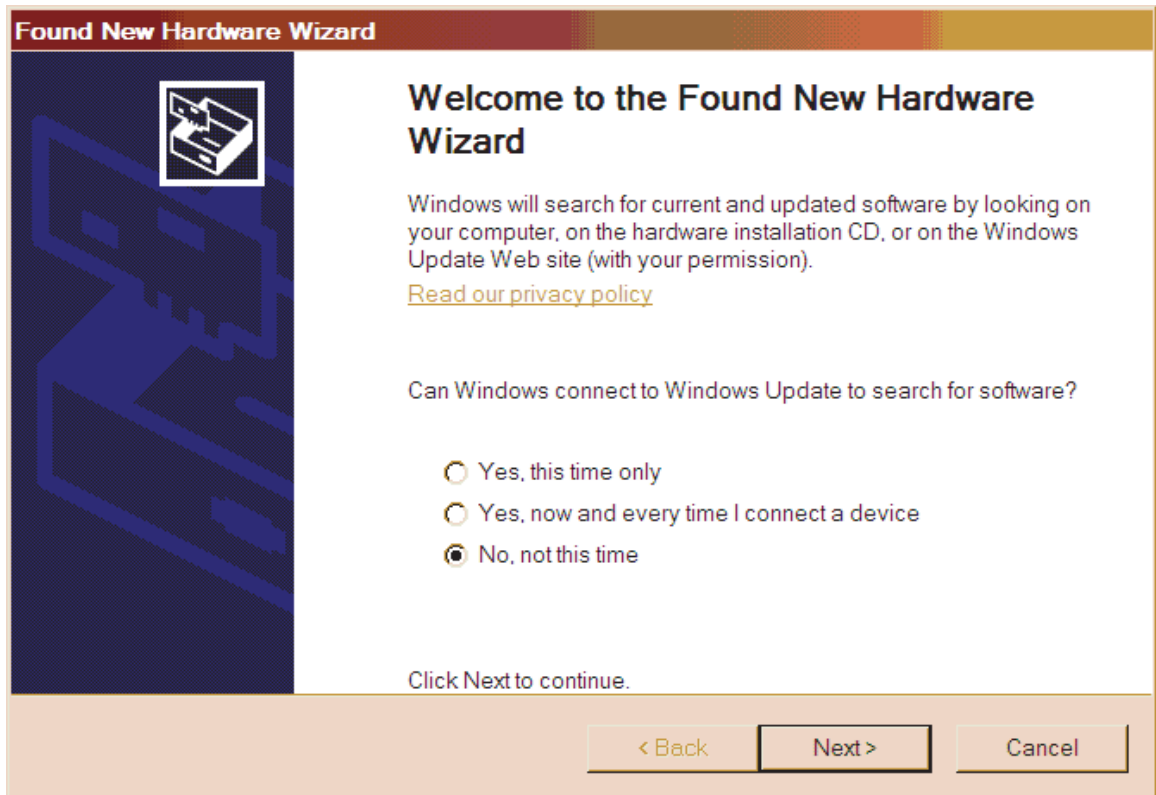 Found New Hardware Wizard
Welcome to the Found New Hardware
Wizard
Windows will search for current and updated software by looking on
your computer, on the hardware installation CD, or on the Windows
Update Web site (with your permission).
Read our privacy policy
Can Windows connect to Windows Update to search for software?
Yes, this time only
Yes, now and every time I connect a device
No, not this time
Click Next to continue.
< Back Next > Cancel